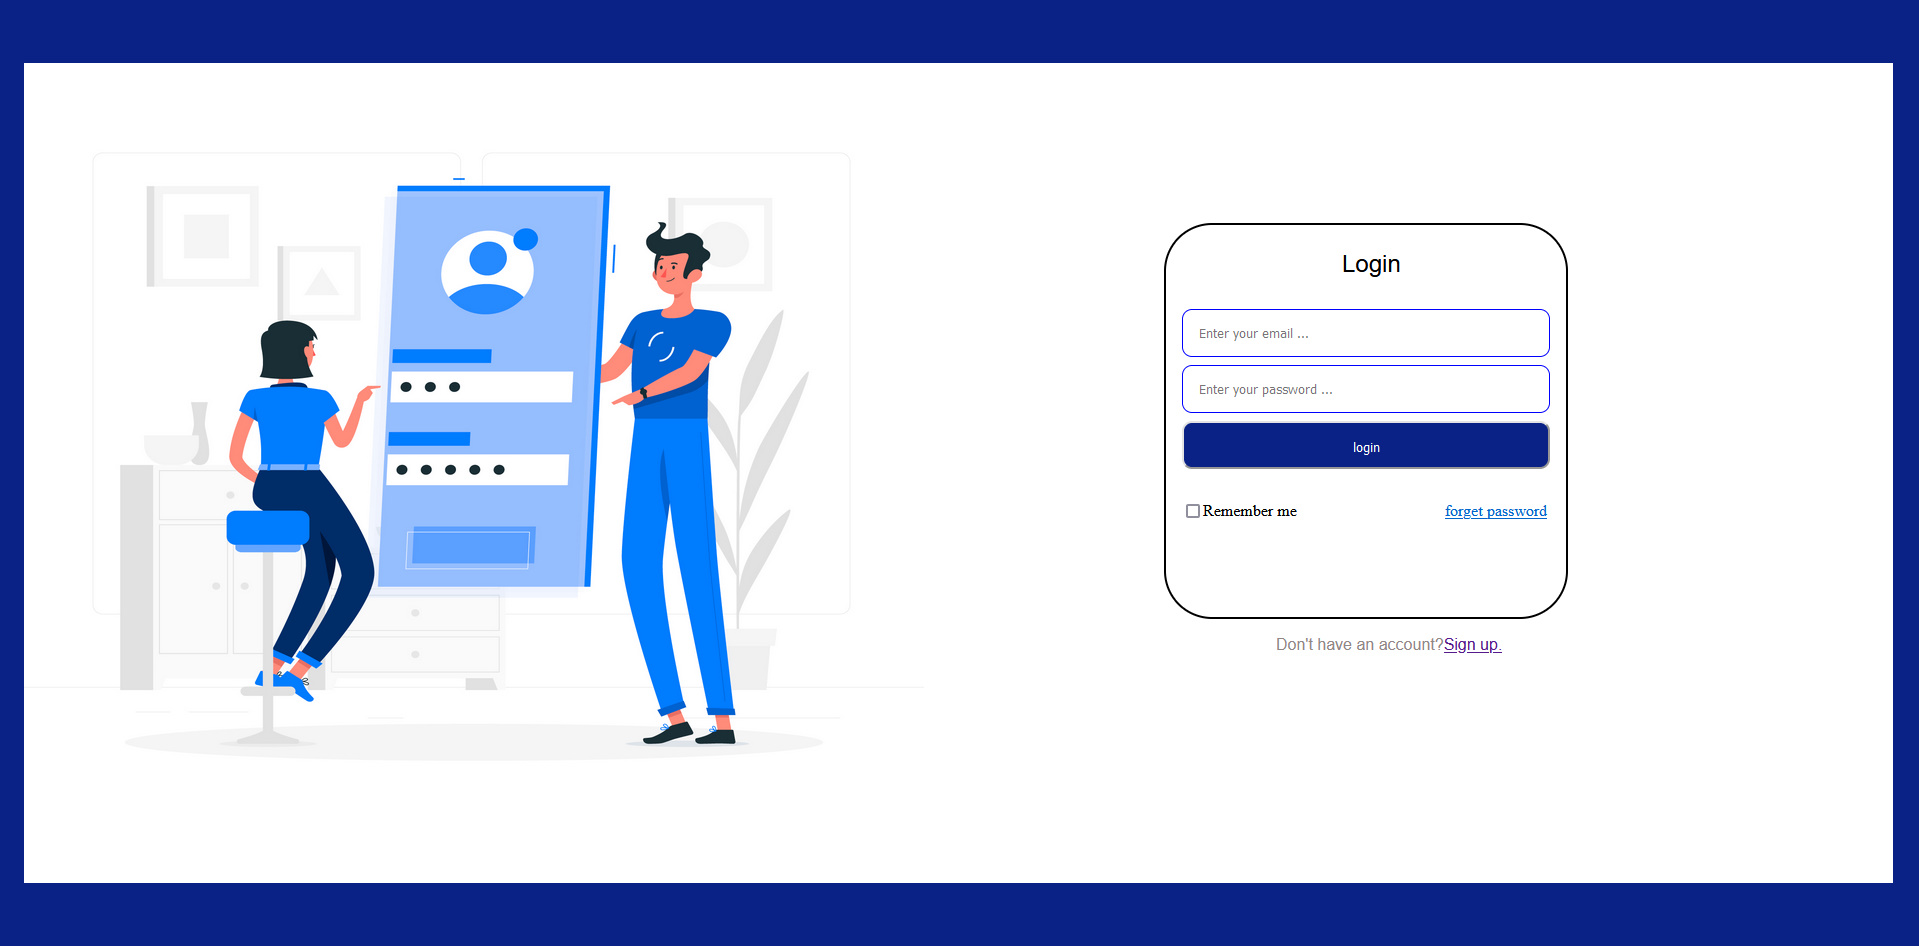 Login
Enter your email ...
Enter your password ...
login
Remember me forget password
Don't have an account?Sign up.